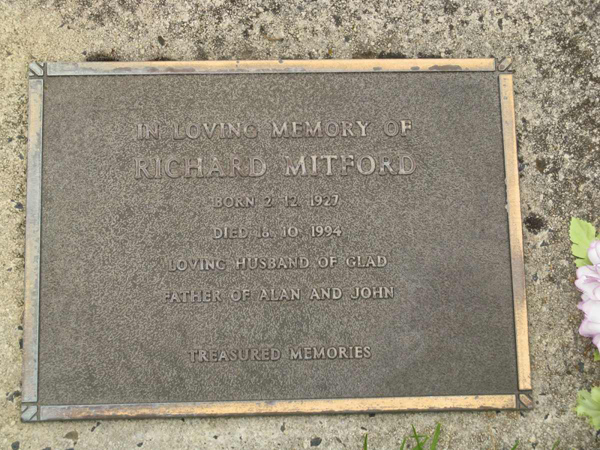 IN LOVING MEMORY OF
RICHARD MITFORD
BORN 2. 12. 1927
DIED 18. 10. 1994
LOVING HUSBAND OF GLAD
FATHER OF ALAN AND JOHN
TREASURED MEMORIES